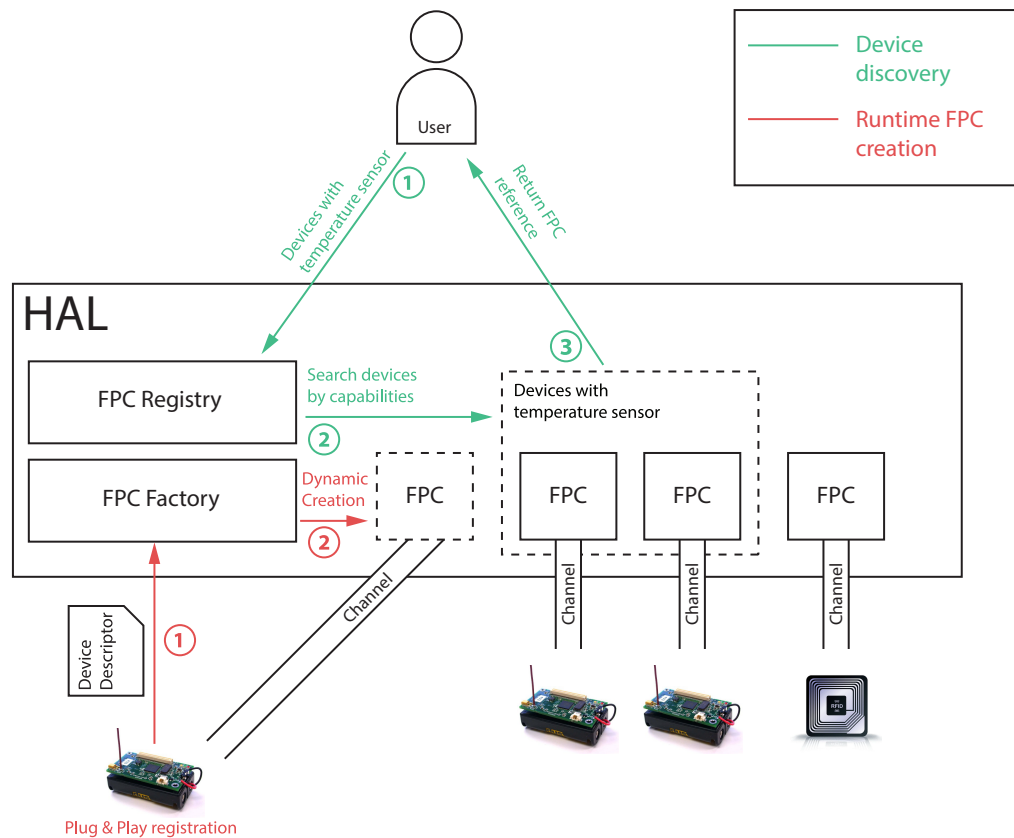 Device
discovery
Runtime FPC
creation
User
1
Devices with
temperature sensor
Return FPC
reference
HAL
3
FPC Registry
Search devices
by capabilities
2
Devices with
temperature sensor
FPC Factory
Dynamic
Creation
2
FPC
FPC
FPC
FPC
Channel
Channel
Channel
Channel
Device
Descriptor
1
RFID
Plug & Play registration